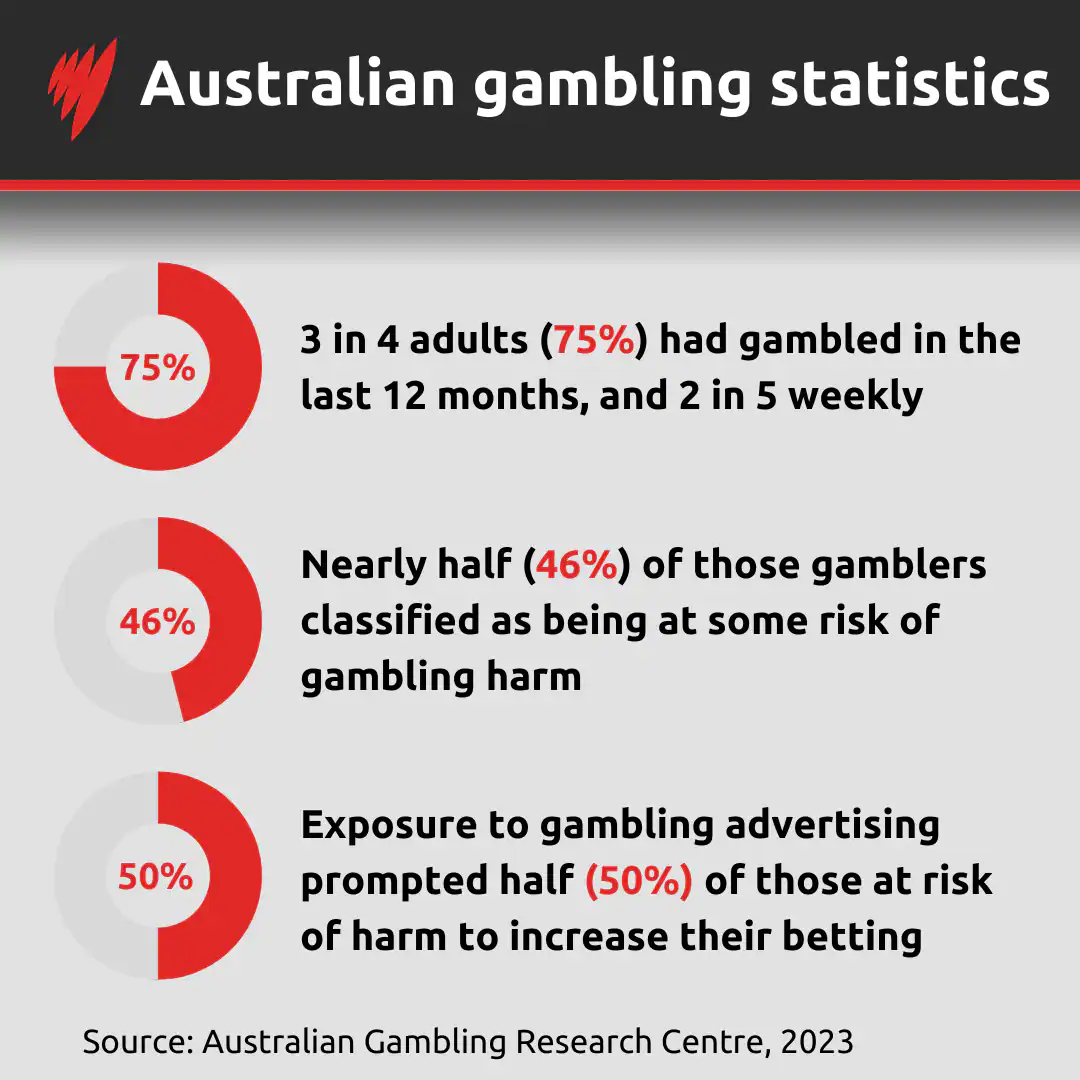 Australian gambling statistics
75%
3 in 4 adults (75%) had gambled in the
last 12 months, and 2 in 5 weekly
46%
Nearly half (46%) of those gamblers
classified as being at some risk of
gambling harm
50%
Exposure to gambling advertising
prompted half (50%) of those at risk
of harm to increase their betting
Source: Australian Gambling Research Centre, 2023